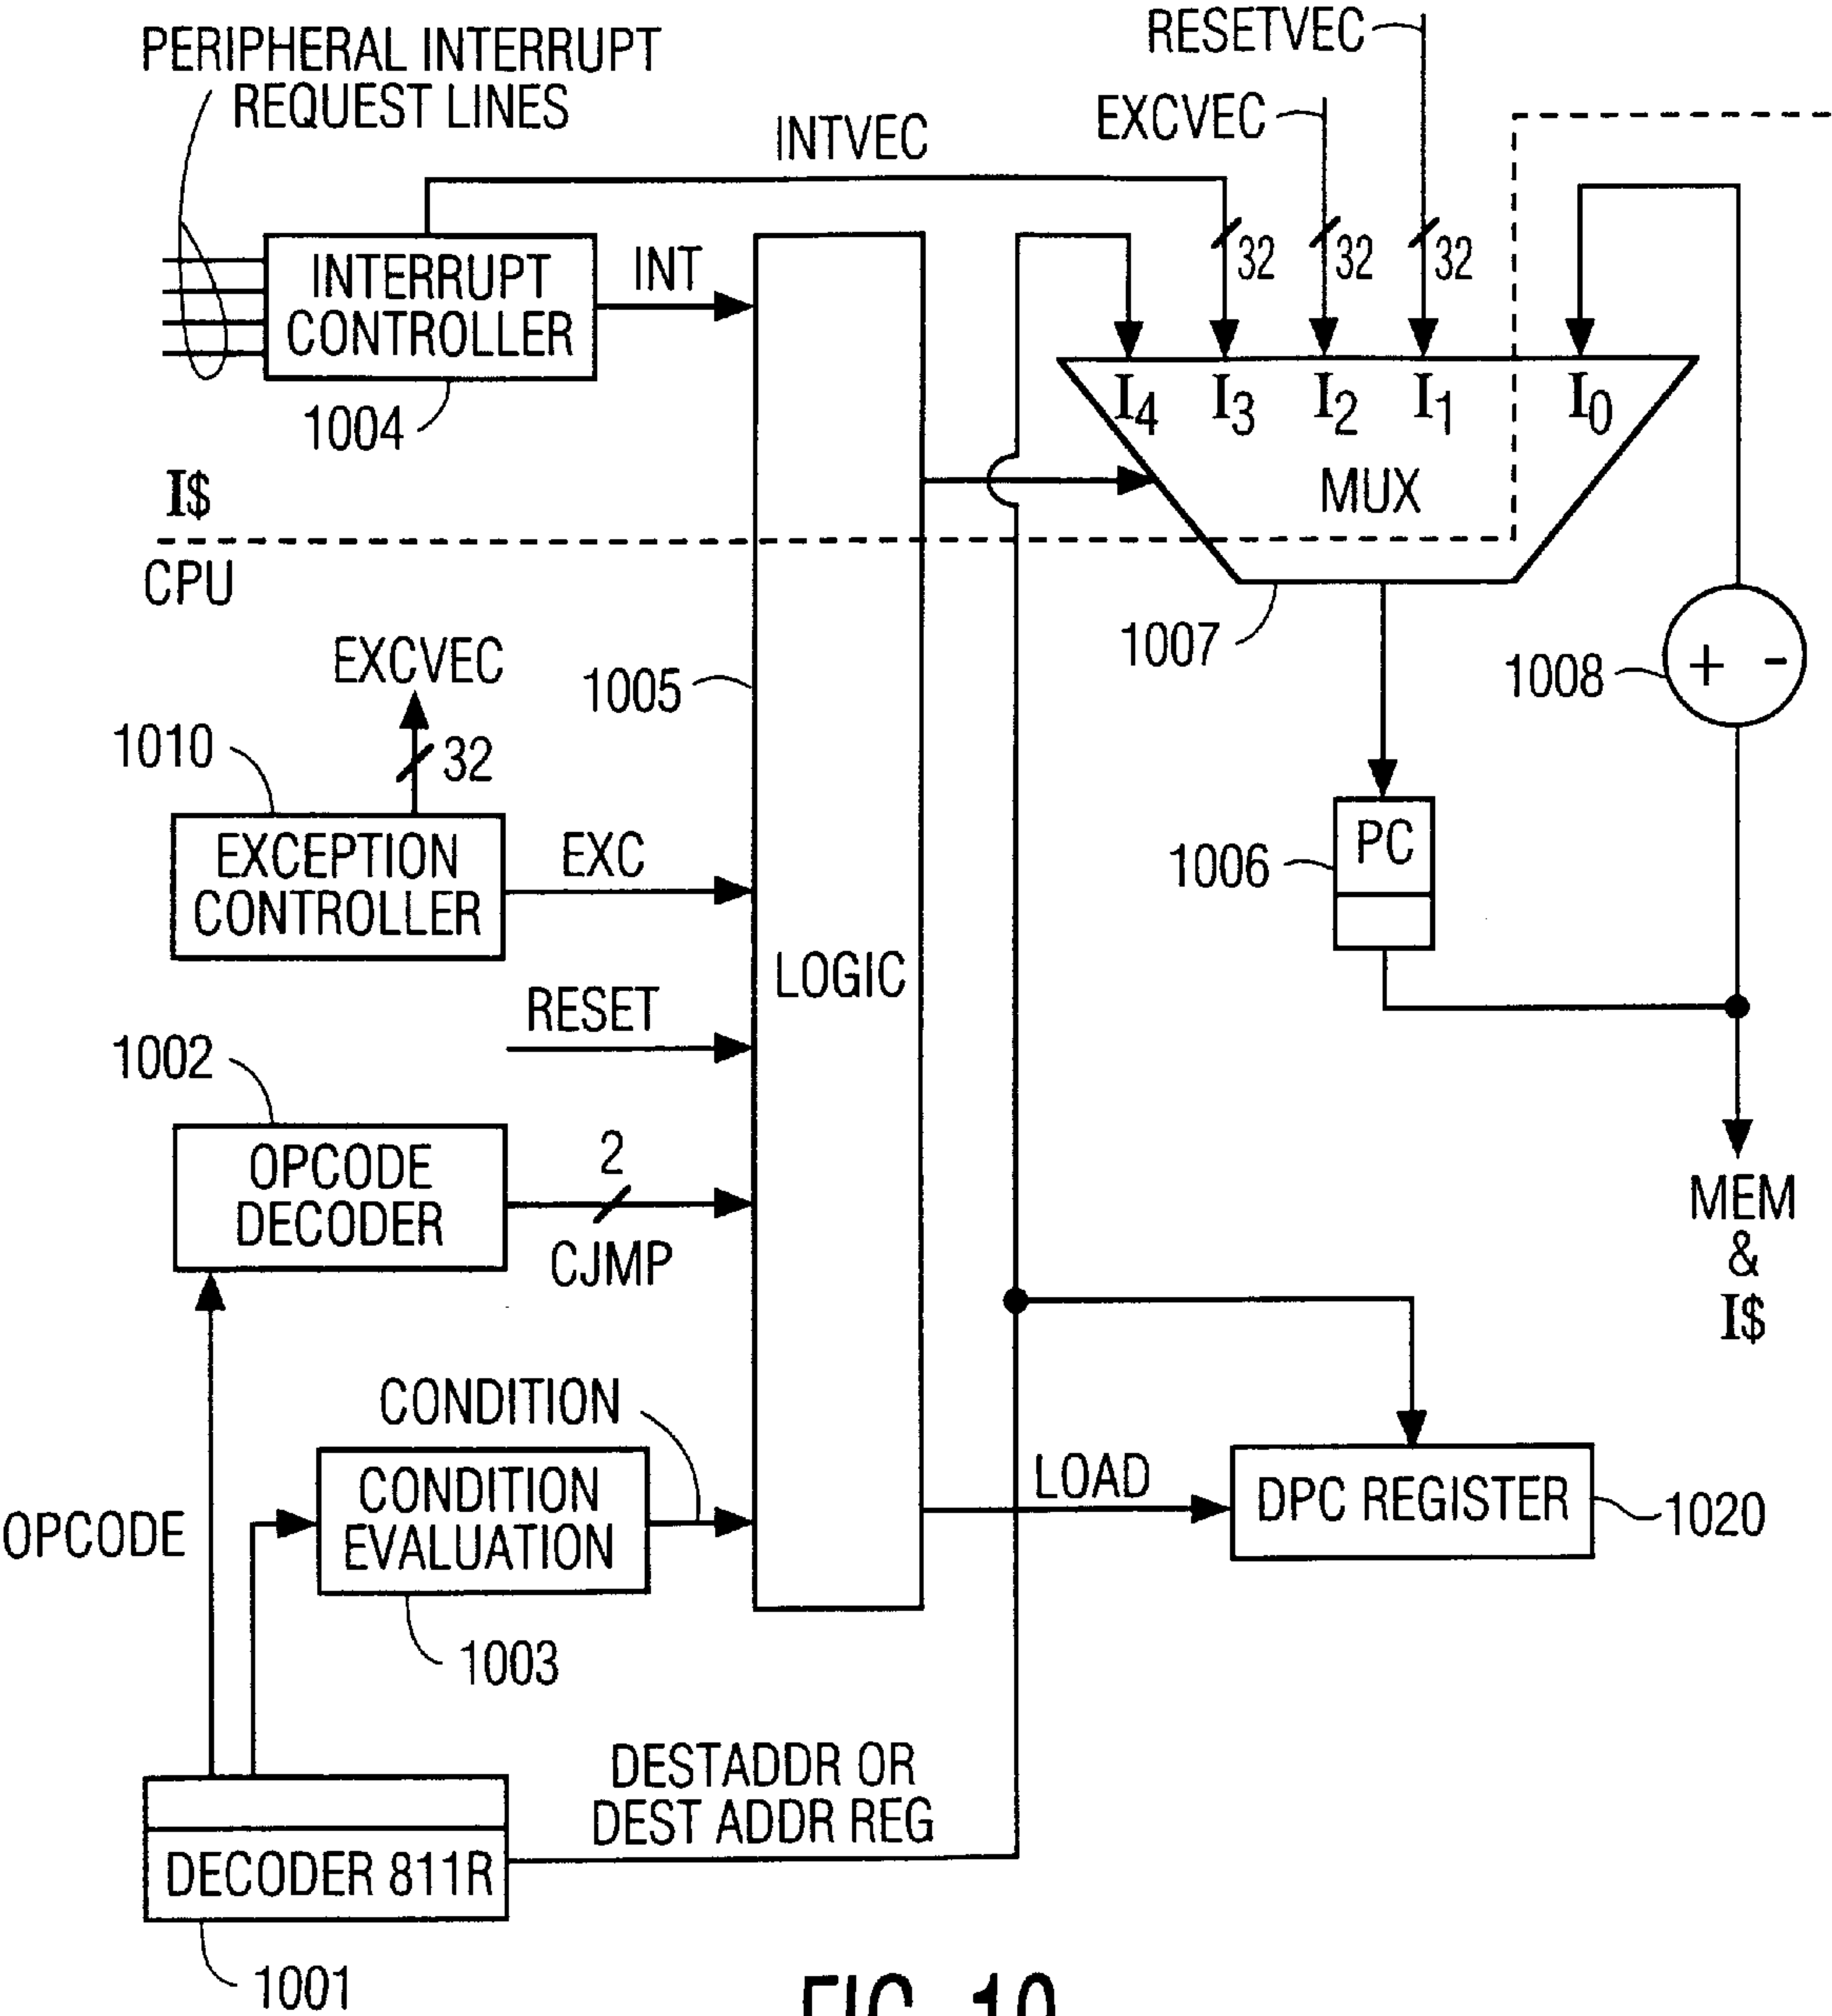 RESETVEC
PERIPHERAL INTERRUPT
REQUEST LINES
EXCVEC
INTVEC
INTERRUPT
CONTROLLER
INT
32
32
32
1004
I4
I3
I2
I1
I0
MUX
I$
CPU
1007
EXCVEC
1005
1008
+ -
1010
32
EXCEPTION
CONTROLLER
EXC
PC
1006
LOGIC
RESET
1002
OPCODE
DECODER
2
CJMP
MEM
&
I$
CONDITION
CONDITION
EVALUATION
OPCODE
LOAD
DPC REGISTER
1020
1003
DESTADDR OR
DEST ADDR REG
DECODER 811R
1001
FIG. 10